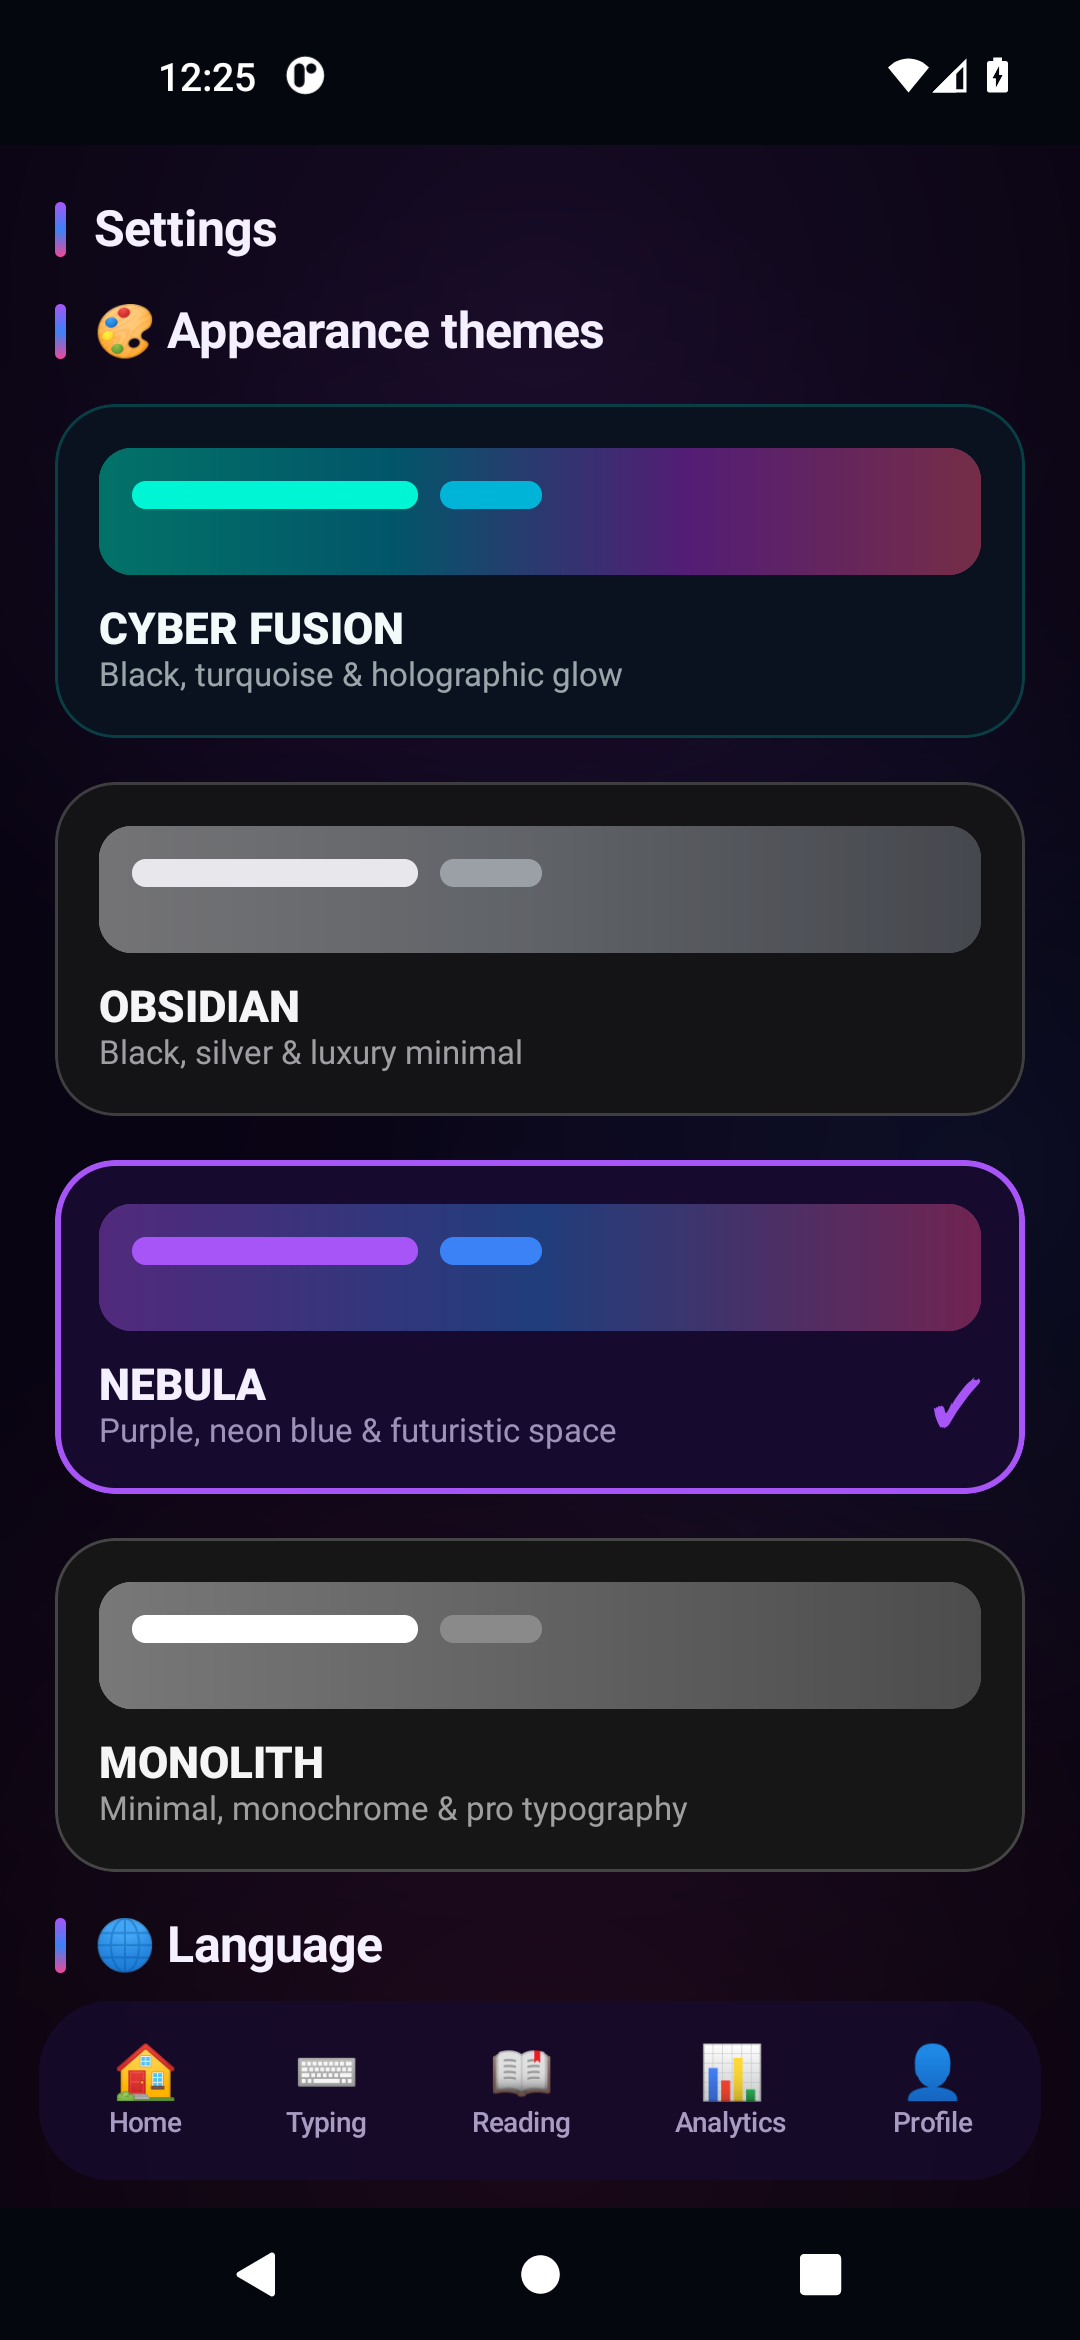 12:25
Settings
🎨 Appearance themes
CYBER FUSION
Black, turquoise & holographic glow
OBSIDIAN
Black, silver & luxury minimal
NEBULA
Purple, neon blue & futuristic space
✓
MONOLITH
Minimal, monochrome & pro typography
🌐 Language
Home
Typing
Reading
Analytics
Profile